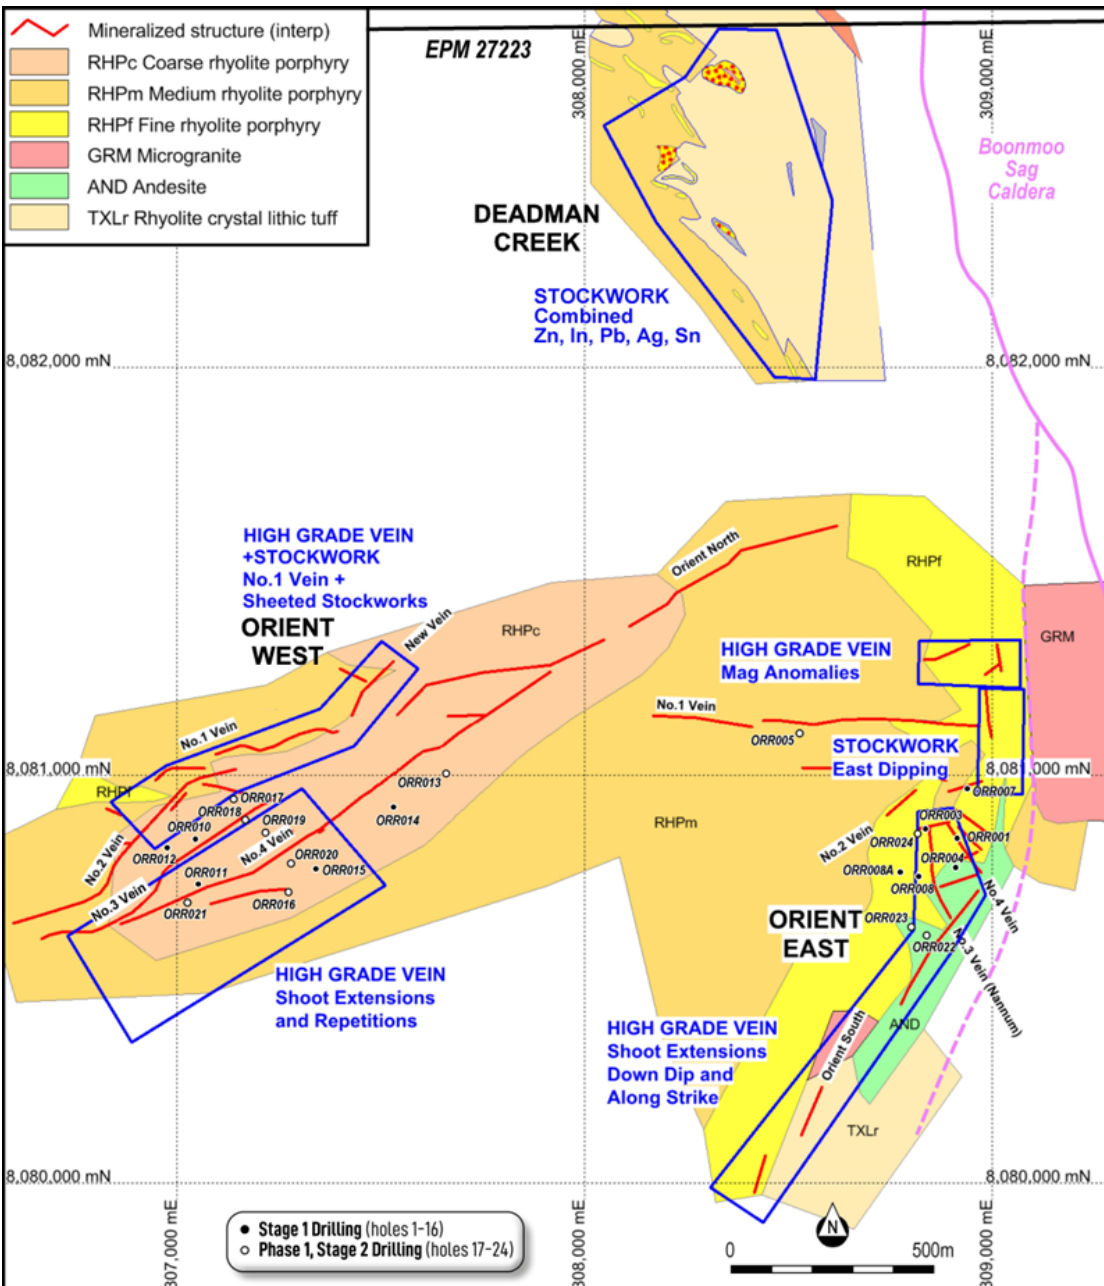 Mineralized structure (interp)
RHPc Coarse rhyolite porphyry
RHPm Medium rhyolite porphyry
RHPf Fine rhyolite porphyry
GRM Microgranite
AND Andesite
TXLr Rhyolite crystal lithic tuff
EPM 27223
308,000 mE
309,000 mE
Boonmoo
Sag
Caldera
DEADMAN
CREEK
STOCKWORK
Combined
Zn, In, Pb, Ag, Sn
8,082,000 mN
8,082,000 mN
HIGH GRADE VEIN
+STOCKWORK
No.1 Vein +
Sheeted Stockworks
ORIENT
WEST
New Vein
RHPc
Orient North
RHPf
GRM
HIGH GRADE VEIN
Mag Anomalies
No.1 Vein
No.1 Vein
ORR005
STOCKWORK
East Dipping
8,081,000 mN
8,081,000 mN
RHPf
ORR013
ORR007
ORR017
ORR018
ORR019
ORR014
ORR010
ORR012
No.2 Vein
No.4 Vein
ORR020
ORR015
ORR011
ORR016
No.3 Vein
ORR021
RHPm
No.2 Vein
ORR003
ORR001
ORR024
ORR004
ORR008A
ORR008
No.4 Vein
ORIENT
EAST
ORR023
ORR022
No.3 Vein (Nannum)
HIGH GRADE VEIN
Shoot Extensions
and Repetitions
HIGH GRADE VEIN
Shoot Extensions
Down Dip and
Along Strike
AND
Orient South
TXLr
8,080,000 mN
8,080,000 mN
307,000 mE
308,000 mE
309,000 mE
Stage 1 Drilling (holes 1-16)
Phase 1, Stage 2 Drilling (holes 17-24)
N
0 500m